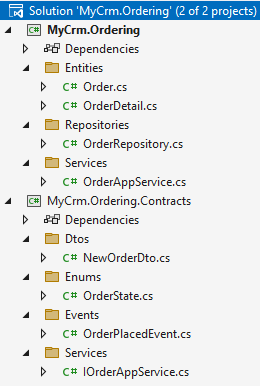 Solution 'MyCrm.Ordering' (2 of 2 projects)
C# MyCrm.Ordering
Dependencies
Entities
C# Order.cs
C# OrderDetail.cs
Repositories
C# OrderRepository.cs
Services
C# OrderAppService.cs
C# MyCrm.Ordering.Contracts
Dependencies
Dtos
C# NewOrderDto.cs
Enums
C# OrderState.cs
Events
C# OrderPlacedEvent.cs
Services
C# IOrderAppService.cs